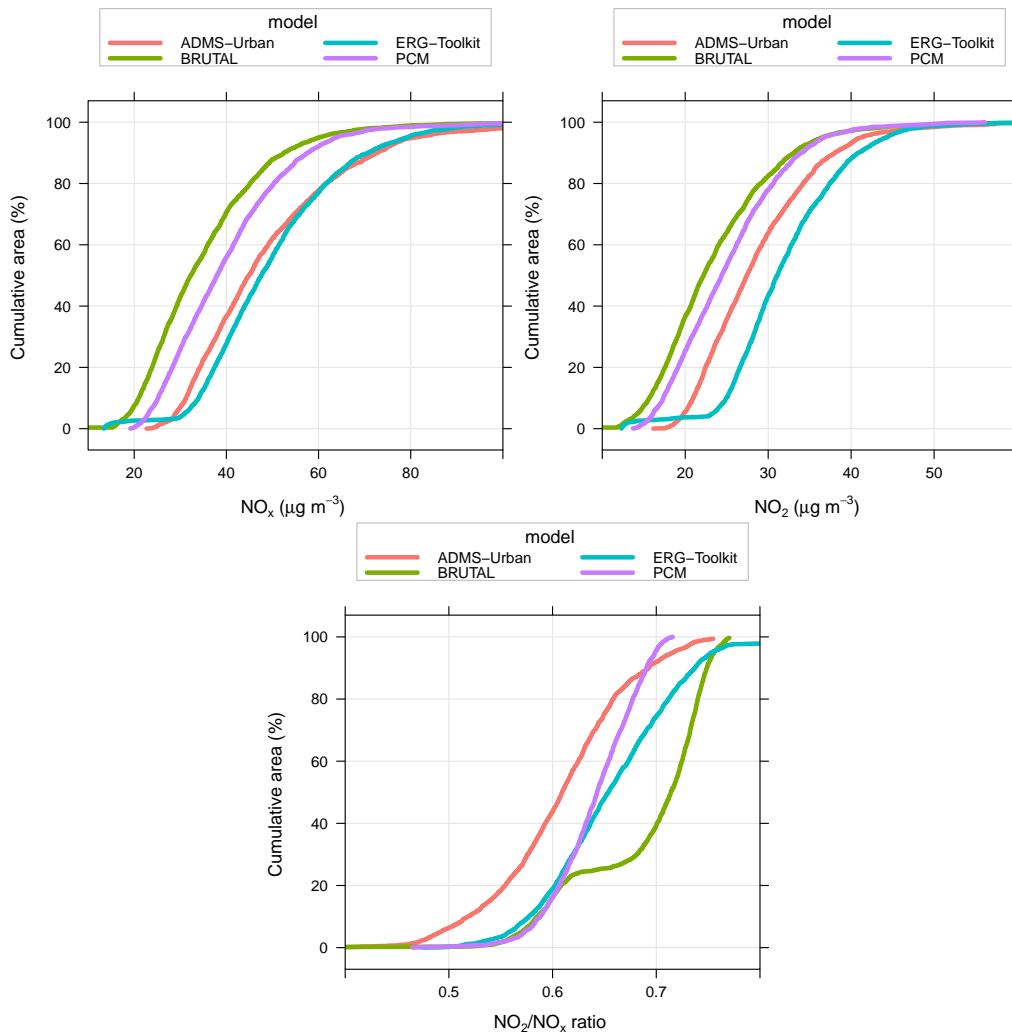 model
ADMS−Urban ERG−Toolkit
BRUTAL PCM
Cumulative area (%)
100
80
60
40
20
0
20 40 60 80
NOx (μg m−3)
model
ADMS−Urban ERG−Toolkit
BRUTAL PCM
Cumulative area (%)
100
80
60
40
20
0
20 30 40 50
NO2 (μg m−3)
model
ADMS−Urban ERG−Toolkit
BRUTAL PCM
Cumulative area (%)
100
80
60
40
20
0
0.5 0.6 0.7
NO2/NOx ratio